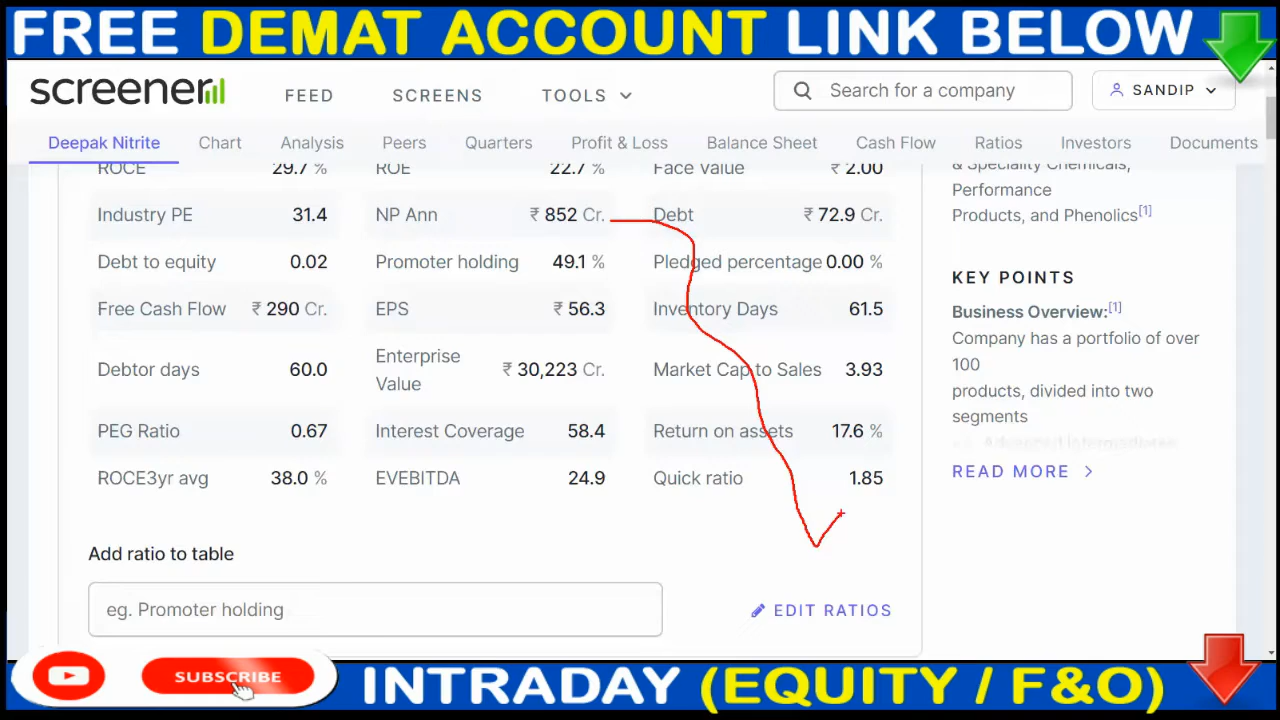 FREE DEMAT ACCOUNT LINK BELOW
screener
FEED
SCREENS
TOOLS
Search for a company
SANDIP
Deepak Nitrite
Chart
Analysis
Peers
Quarters
Profit & Loss
Balance Sheet
Cash Flow
Ratios
Investors
Documents
ROCE 29.7 % ROE 22.7 % Face Value ₹ 2.00
Industry PE 31.4 NP Ann ₹ 852 Cr. Debt ₹ 72.9 Cr.
Debt to equity 0.02 Promoter holding 49.1 % Pledged percentage 0.00 %
Free Cash Flow ₹ 290 Cr. EPS ₹ 56.3 Inventory Days 61.5
Debtor days 60.0 Enterprise Value ₹ 30,223 Cr. Market Cap to Sales 3.93
PEG Ratio 0.67 Interest Coverage 58.4 Return on assets 17.6 %
ROCE3yr avg 38.0 % EVEBITDA 24.9 Quick ratio 1.85
Add ratio to table
eg. Promoter holding
EDIT RATIOS
& Speciality Chemicals,
Performance
Products, and Phenolics[1]
KEY POINTS
Business Overview:[1]
Company has a portfolio of over
100
products, divided into two
segments
Advanced Intermediates
READ MORE
SUBSCRIBE
INTRADAY (EQUITY / F&O)